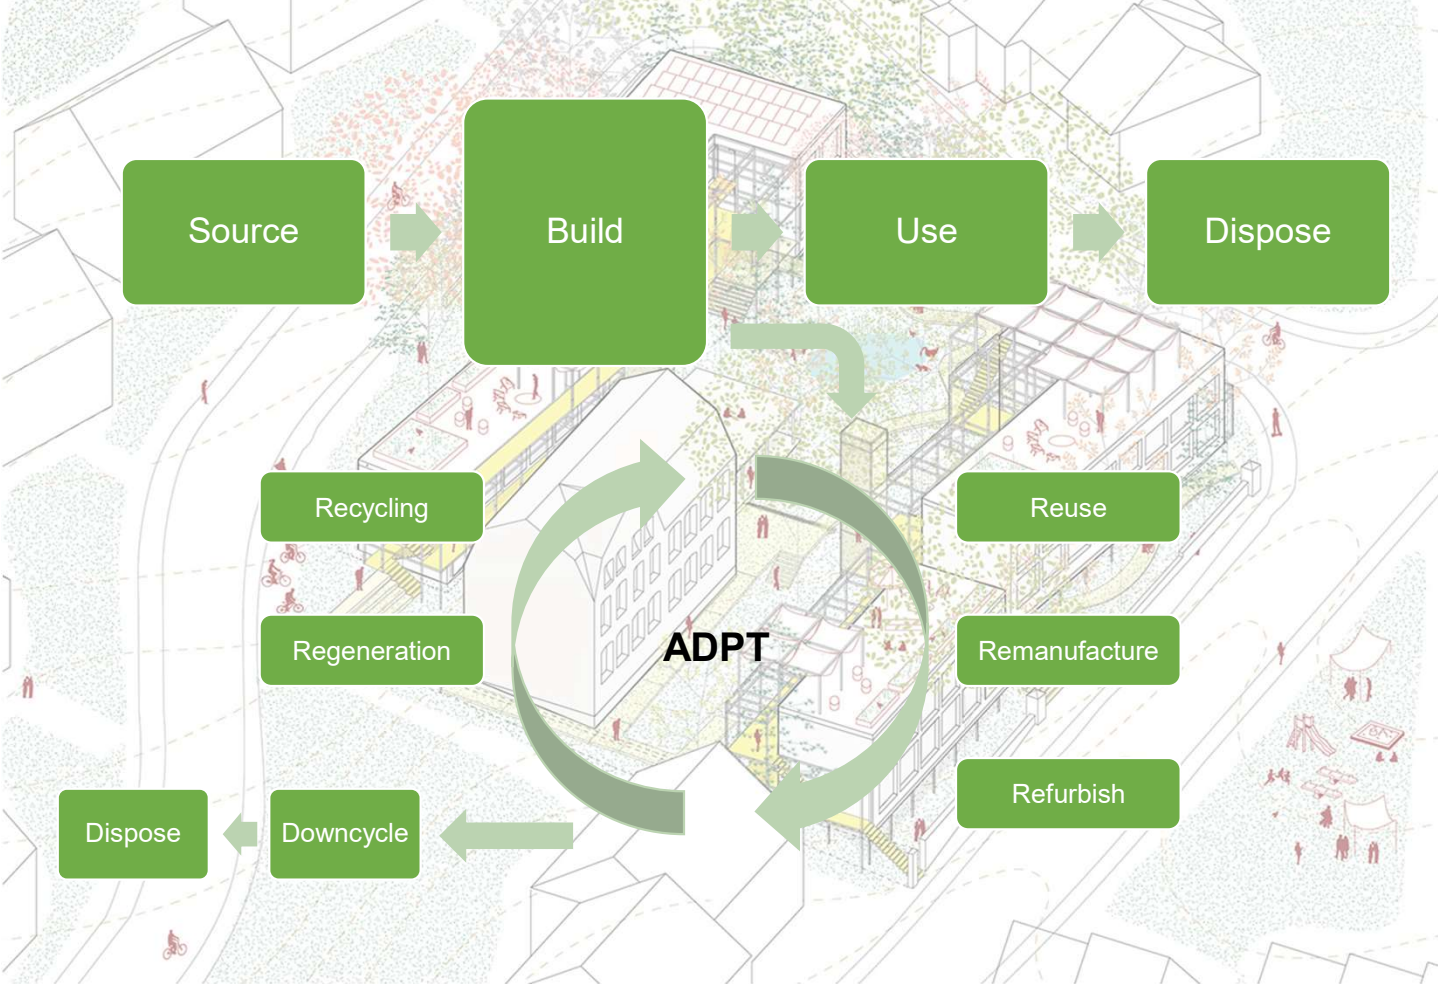 Source
Build
Use
Dispose
Recycling
Reuse
Regeneration
ADPT
Remanufacture
Refurbish
Dispose
Downcycle